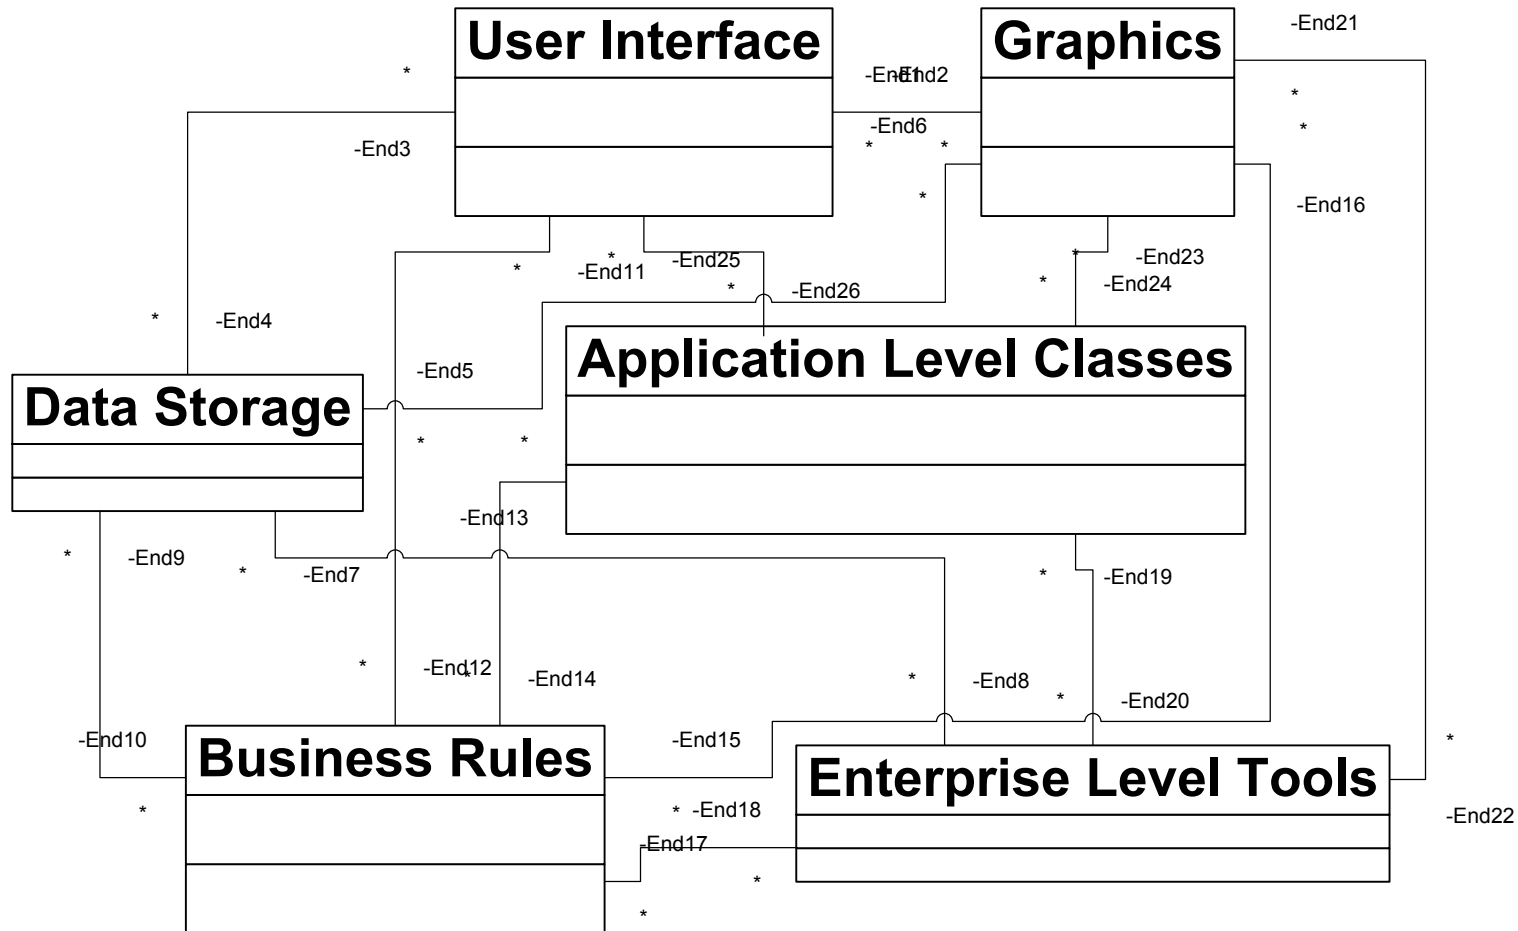 User Interface
Graphics
-End21
*
-End1
-End2
*
-End6
*
-End3
*
*
*
-End16
*
*
-End11
-End25
*
-End23
*
-End26
*
-End24
*
-End4
Application Level Classes
-End5
Data Storage
*
*
-End13
*
-End9
*
-End7
*
-End19
*
-End12
*
-End14
*
-End8
*
-End20
-End10
-End15
*
Business Rules
Enterprise Level Tools
*
*
-End18
-End22
-End17
*
*